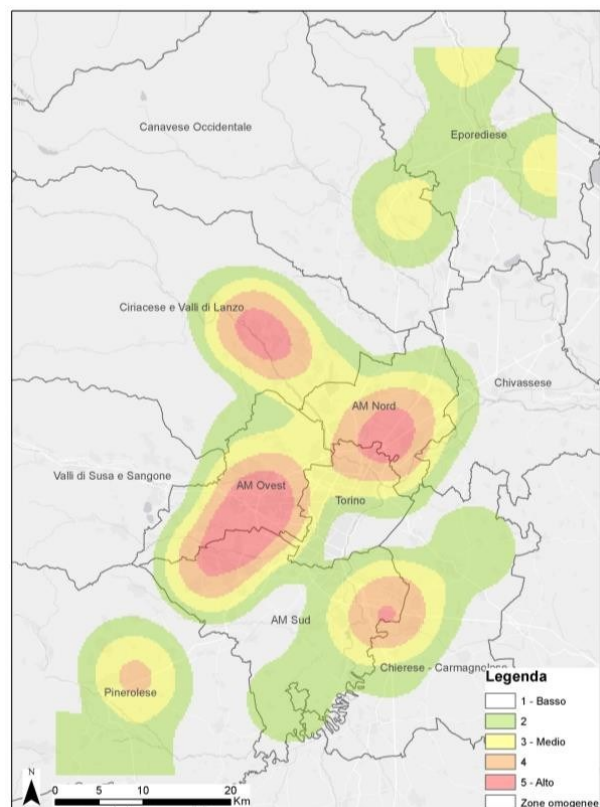 Canavese Occidentale
Eporediese
Ciriacese e Valli di Lanzo
Chivassese
AM Nord
Valli di Susa e Sangone
AM Ovest
Torino
AM Sud
Chierese - Carmagnolese
Pinerolese
Legenda
1 - Basso
2
3 - Medio
4
5 - Alto
Zone omogenee
N
0 5 10 20
Km